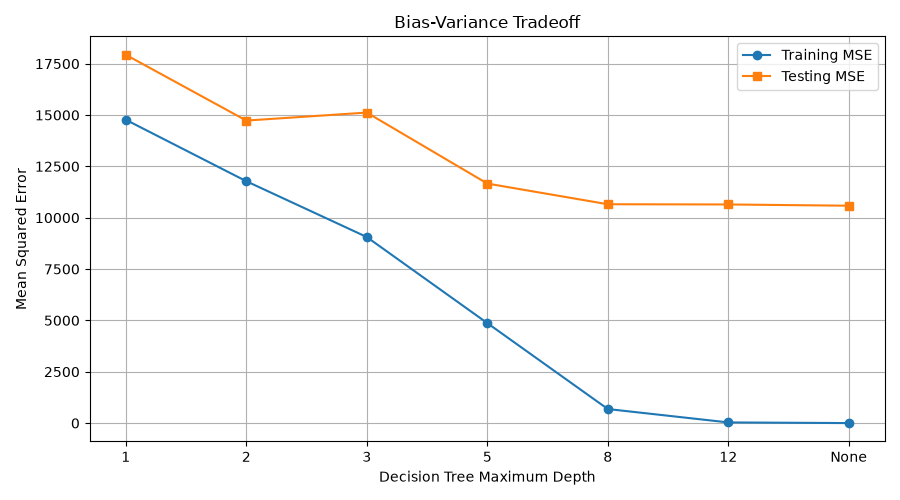 Bias-Variance Tradeoff
Training MSE
Testing MSE
Mean Squared Error
17500
15000
12500
10000
7500
5000
2500
0
1 2 3 5 8 12 None
Decision Tree Maximum Depth